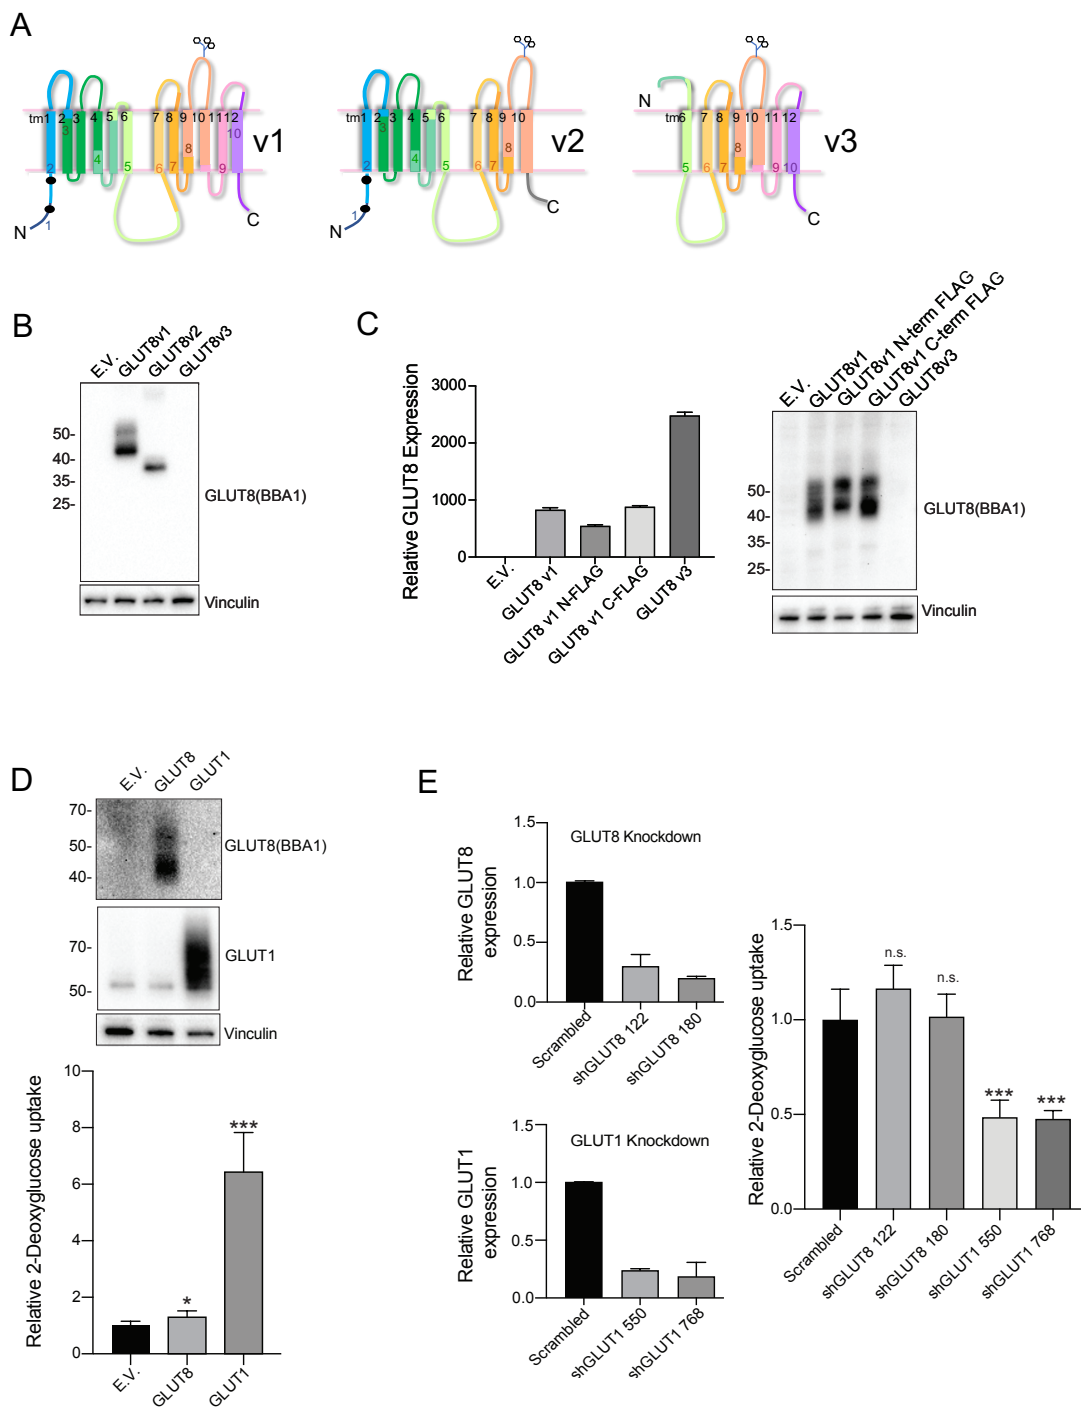 A
tm1 2 3 4 5 6 7 8 9 10 11 12
3 10
4 8
2 5 6 7 9
1
N
C
v1
tm1 2 3 4 5 6 7 8 9 10
3
4 8
2 5 6 7
1
N
v2
N
tm6 7 8 9 10 11 12
8
5 6 7 9 10
C
v3
B
E.V.
GLUT8v1
GLUT8v2
GLUT8v3
50-
40-
35-
25-
GLUT8(BBA1)
Vinculin
C
Relative GLUT8 Expression
3000
2000
1000
0
E.V.
GLUT8 v1
GLUT8 v1 N-FLAG
GLUT8 v1 C-FLAG
GLUT8 v3
E.V.
GLUT8v1
GLUT8v1 N-term FLAG
GLUT8v1 C-term FLAG
GLUT8v3
50-
40-
35-
25-
GLUT8(BBA1)
Vinculin
D
E.V.
GLUT8
GLUT1
70-
50-
40-
GLUT8(BBA1)
70-
50-
GLUT1
Vinculin
Relative 2-Deoxyglucose uptake
10
8
6
4
2
0
*
***
E.V.
GLUT8
GLUT1
E
GLUT8 Knockdown
Relative GLUT8
expression
1.5
1.0
0.5
0.0
Scrambled
shGLUT8 122
shGLUT8 180
GLUT1 Knockdown
Relative GLUT1
expression
1.5
1.0
0.5
0.0
Scrambled
shGLUT1 550
shGLUT1 768
Relative 2-Deoxyglucose uptake
1.5
1.0
0.5
0.0
n.s.
n.s.
***
***
Scrambled
shGLUT8 122
shGLUT8 180
shGLUT1 550
shGLUT1 768